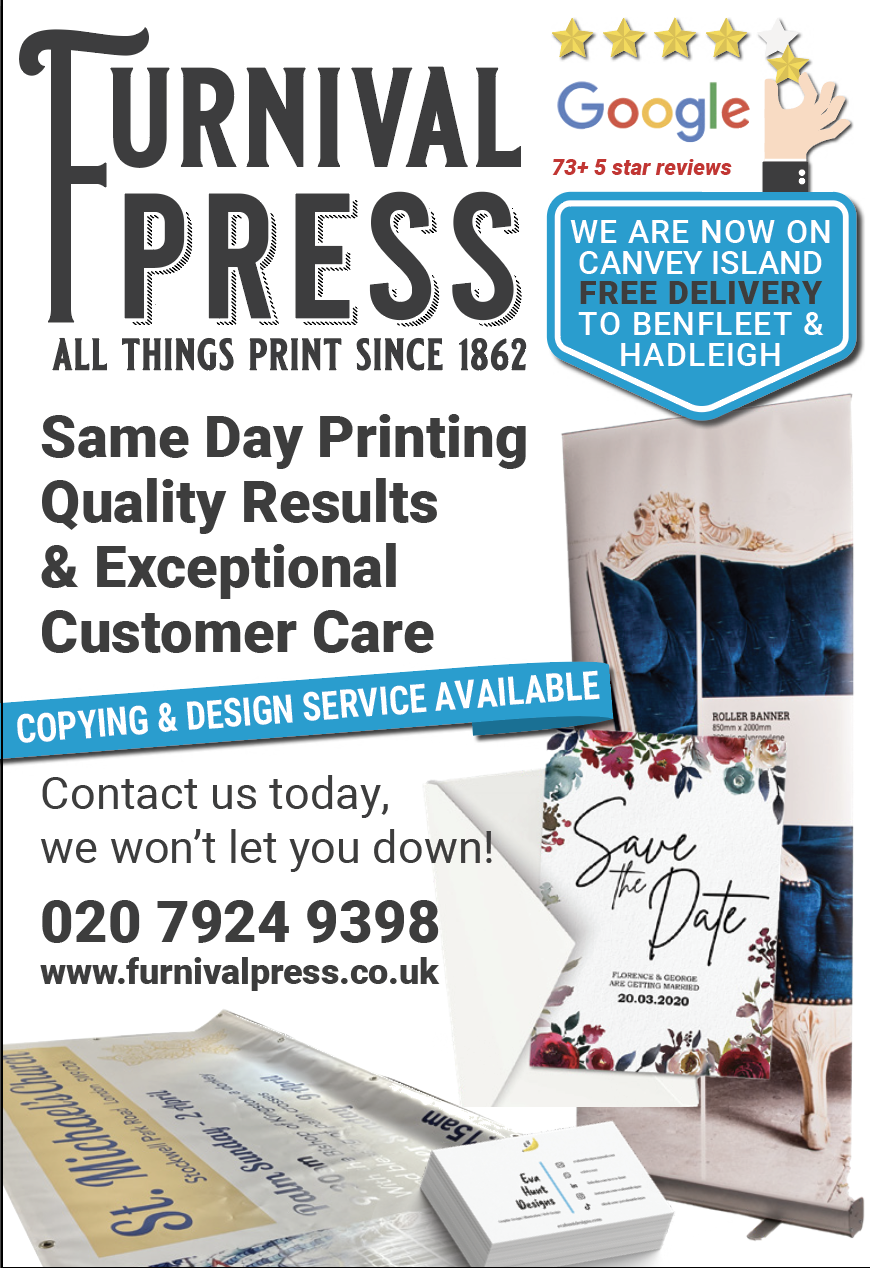 FURNIVAL
PRESS
ALL THINGS PRINT SINCE 1862
Google
73+ 5 star reviews
WE ARE NOW ON
CANVEY ISLAND
FREE DELIVERY
TO BENFLEET &
HADLEIGH
Same Day Printing
Quality Results
& Exceptional
Customer Care
COPYING & DESIGN SERVICE AVAILABLE
Contact us today,
we won't let you down!
020 7924 9398
www.furnivalpress.co.uk
ROLLER BANNER
850mm x 2000mm
Save
the
Date
FLORENCE & GEORGE
ARE GETTING MARRIED
20.03.2020
St. Michael's Church
Stockwell Park Road, London
Palm Sunday - 2 April
Eva
Hunt
Designs